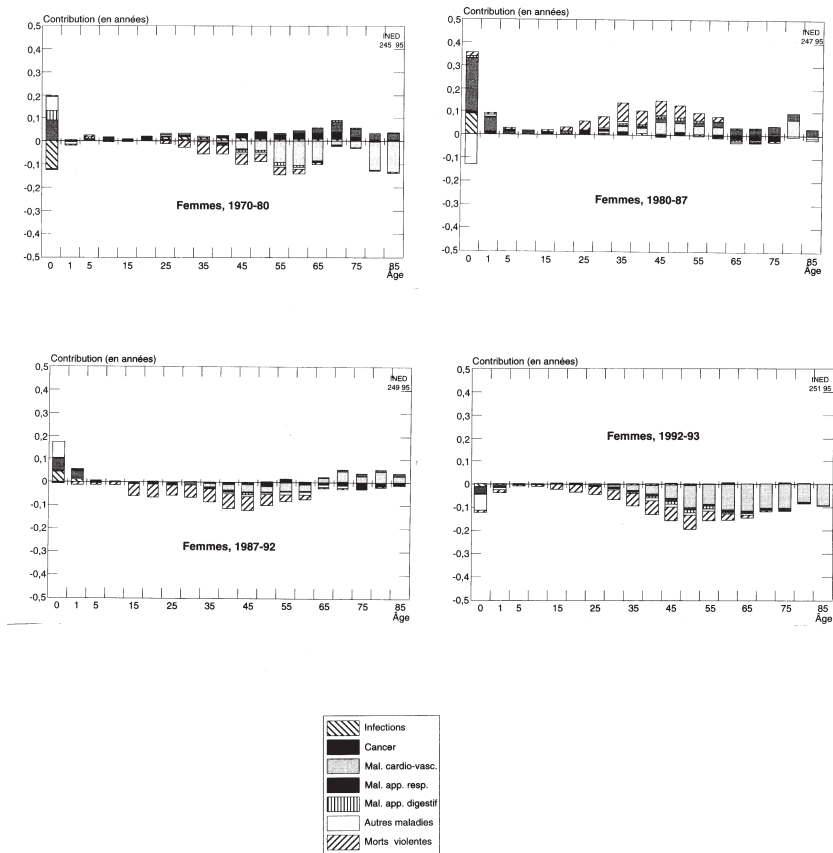 Contribution (en années)
0,5
0,4
0,3
0,2
0,1
0
-0,1
-0,2
-0,3
-0,4
-0,5
INED
245 95
Femmes, 1970-80
0 1 5 15 25 35 45 55 65 75 85
Âge
Contribution (en années)
0,5
0,4
0,3
0,2
0,1
0
-0,1
-0,2
-0,3
-0,4
-0,5
INED
247 95
Femmes, 1980-87
0 1 5 15 25 35 45 55 65 75 85
Âge
Contribution (en années)
0,5
0,4
0,3
0,2
0,1
0
-0,1
-0,2
-0,3
-0,4
-0,5
INED
249 95
Femmes, 1987-92
0 1 5 15 25 35 45 55 65 75 85
Âge
Contribution (en années)
0,5
0,4
0,3
0,2
0,1
0
-0,1
-0,2
-0,3
-0,4
-0,5
INED
251 95
Femmes, 1992-93
0 1 5 15 25 35 45 55 65 75 85
Âge
Infections
Cancer
Mal. cardio-vasc.
Mal. app. resp.
Mal. app. digestif
Autres maladies
Morts violentes